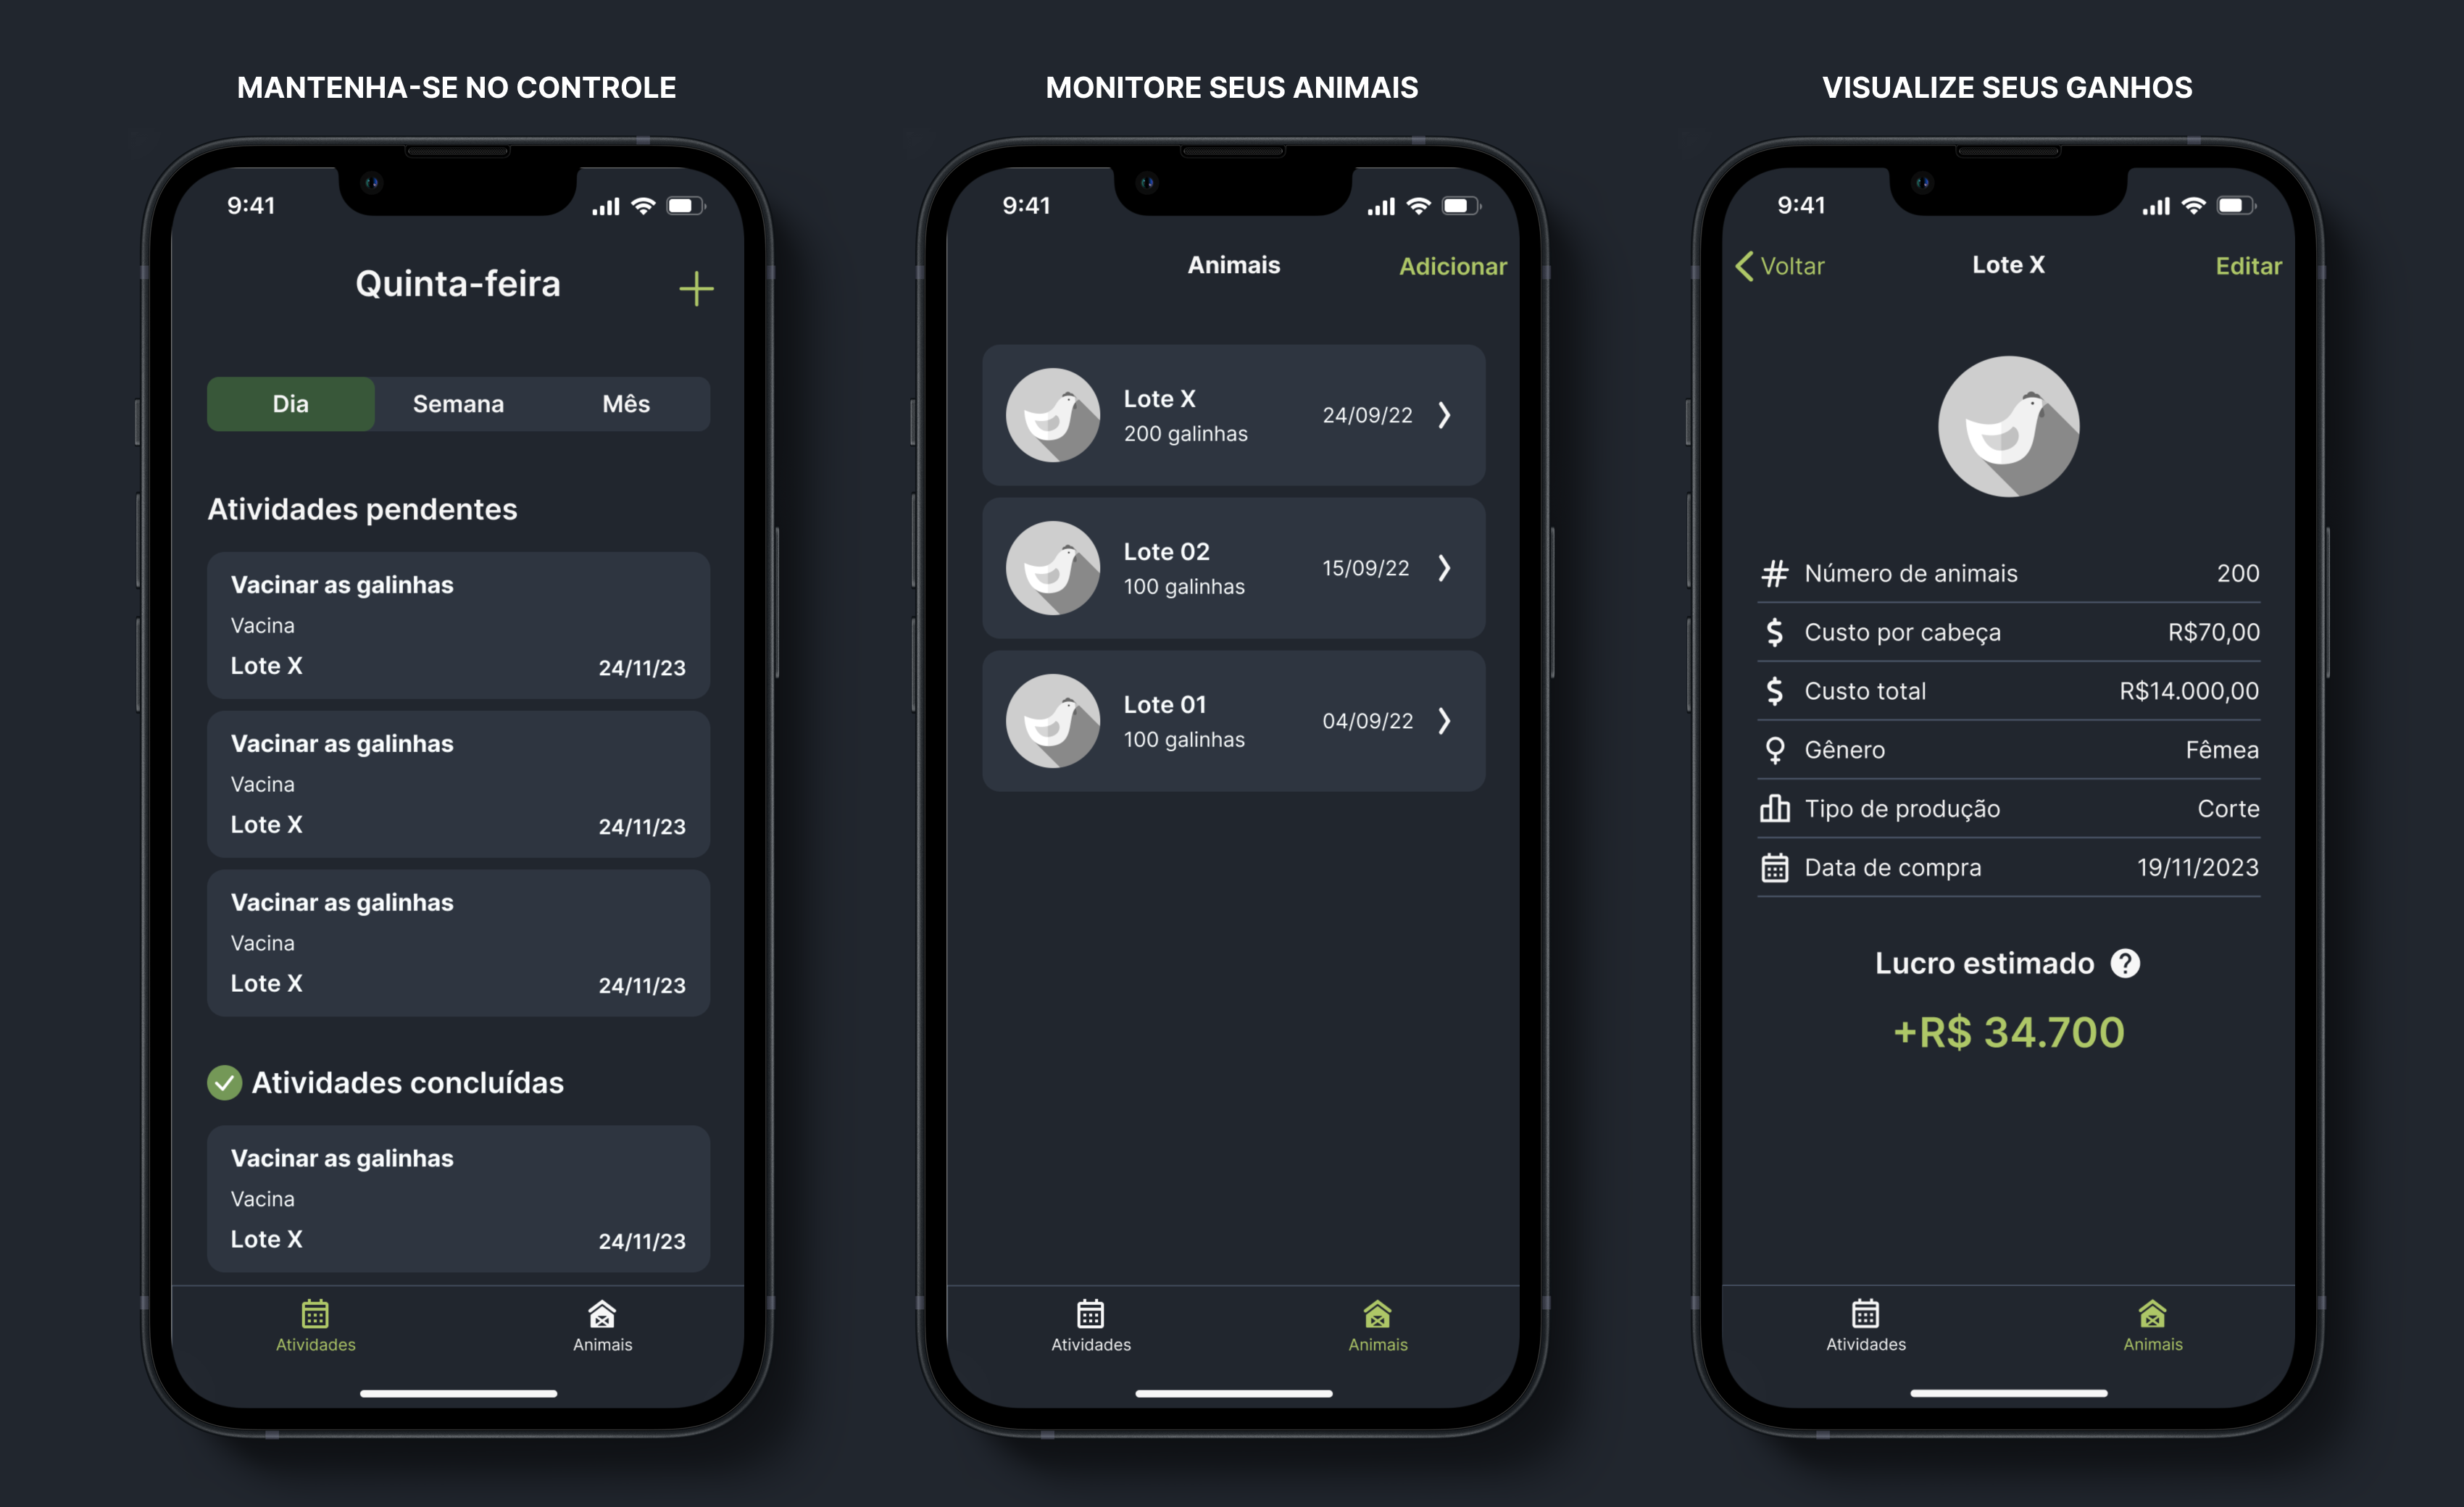 MANTENHA-SE NO CONTROLE
9:41
Quinta-feira
Dia Semana Mês
Atividades pendentes
Vacinar as galinhas
Vacina
Lote X 24/11/23
Vacinar as galinhas
Vacina
Lote X 24/11/23
Vacinar as galinhas
Vacina
Lote X 24/11/23
Atividades concluídas
Vacinar as galinhas
Vacina
Lote X 24/11/23
Atividades Animais
MONITORE SEUS ANIMAIS
9:41
Animais Adicionar
Lote X
200 galinhas 24/09/22
Lote 02
100 galinhas 15/09/22
Lote 01
100 galinhas 04/09/22
Atividades Animais
VISUALIZE SEUS GANHOS
9:41
Voltar Lote X Editar
# Número de animais 200
$ Custo por cabeça R$70,00
$ Custo total R$14.000,00
Gênero Fêmea
Tipo de produção Corte
Data de compra 19/11/2023
Lucro estimado ?
+R$ 34.700
Atividades Animais